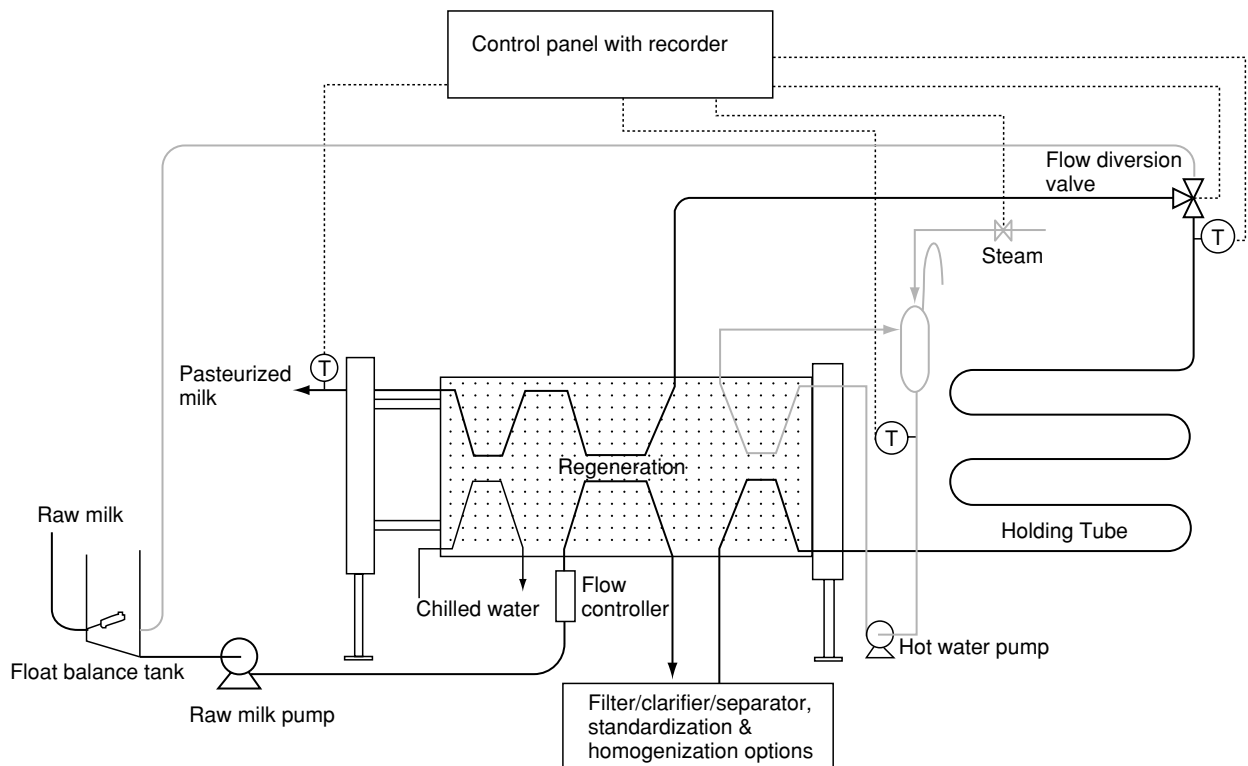 Control panel with recorder
Flow diversion
valve
T
Steam
T
Pasteurized
milk
T
Regeneration
Raw milk
Holding Tube
Chilled water
Flow
controller
Float balance tank
Hot water pump
Raw milk pump
Filter/clarifier/separator,
standardization &
homogenization options